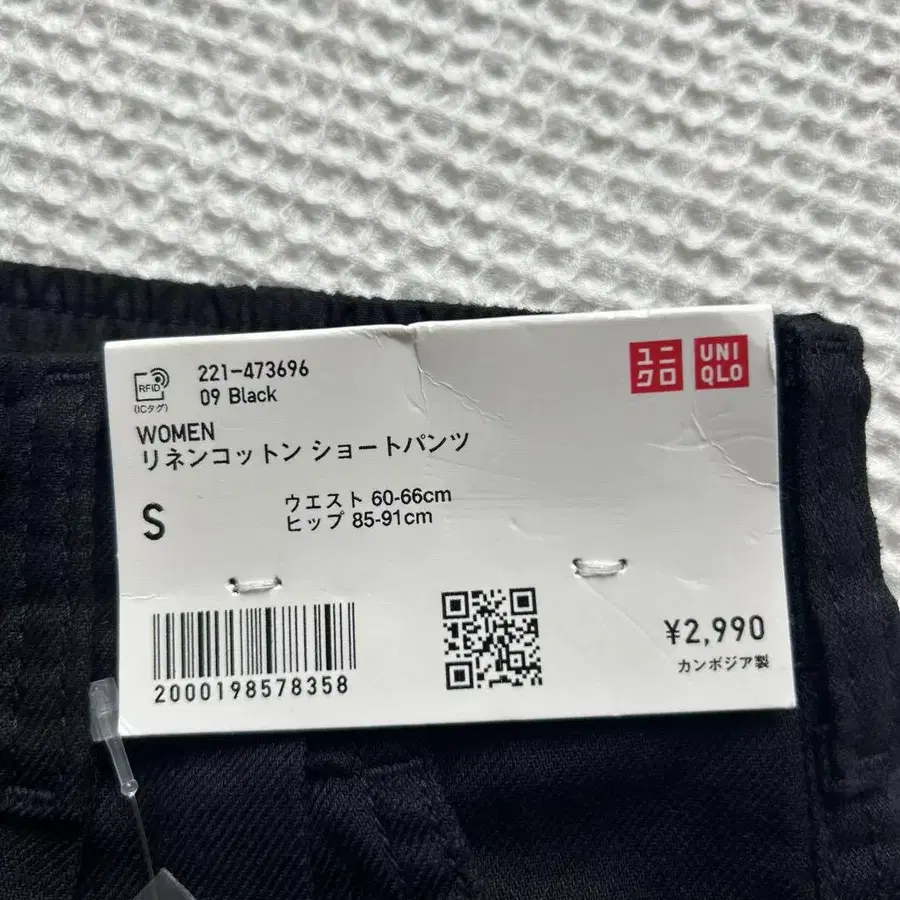 RFID
(ICタグ)
221-473696
09 Black
ユニクロ
UNIQLO
WOMEN
リネンコットン ショートパンツ
S
ウエスト 60-66cm
ヒップ 85-91cm
2000198578358
¥2,990
カンボジア製